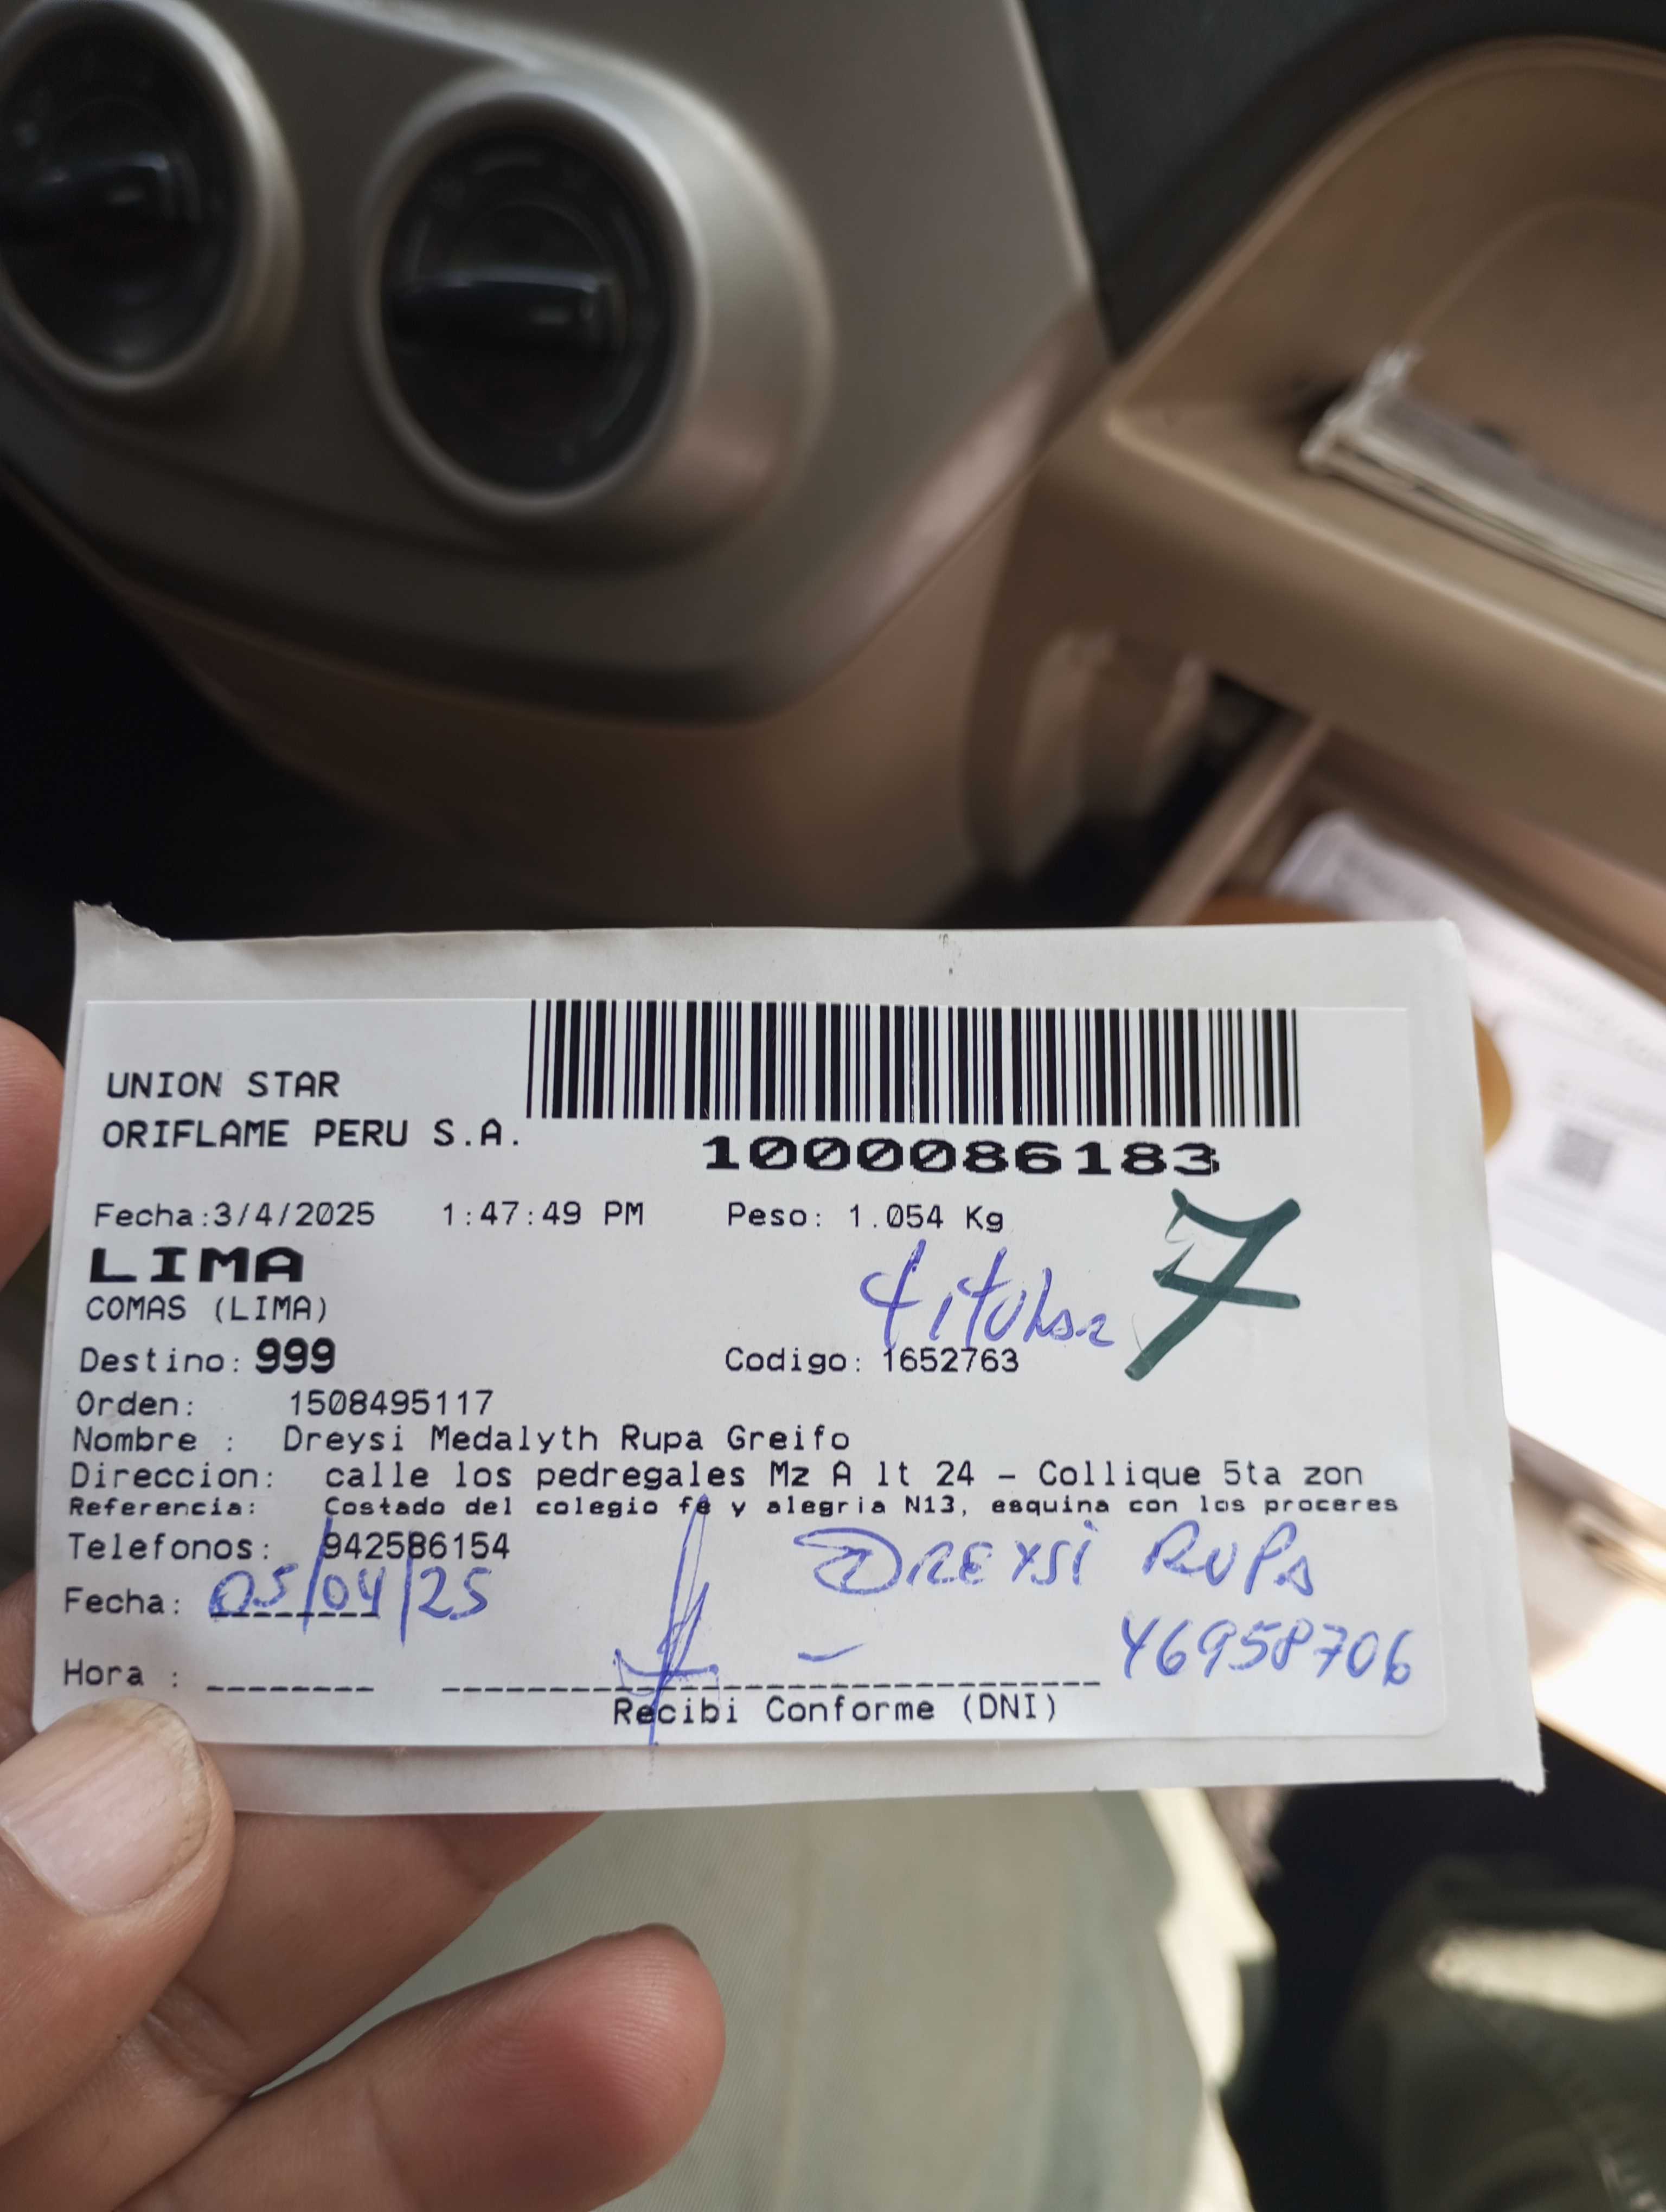 UNION STAR
ORIFLAME PERU S.A.
1000086183
Fecha:3/4/2025 1:47:49 PM Peso: 1.054 Kg
7
LIMA
titular
COMAS (LIMA)
Destino: 999 Codigo: 1652763
Orden: 1508495117
Nombre : Dreysi Medalyth Rupa Greifo
Direccion: calle los pedregales Mz A lt 24 - Collique 5ta zon
Referencia: Costado del colegio fe y alegria N13, esquina con los proceres
Telefonos: 942586154
DREYSI RUPA
Fecha: 05/04/25
46958706
Hora :
Recibi Conforme (DNI)